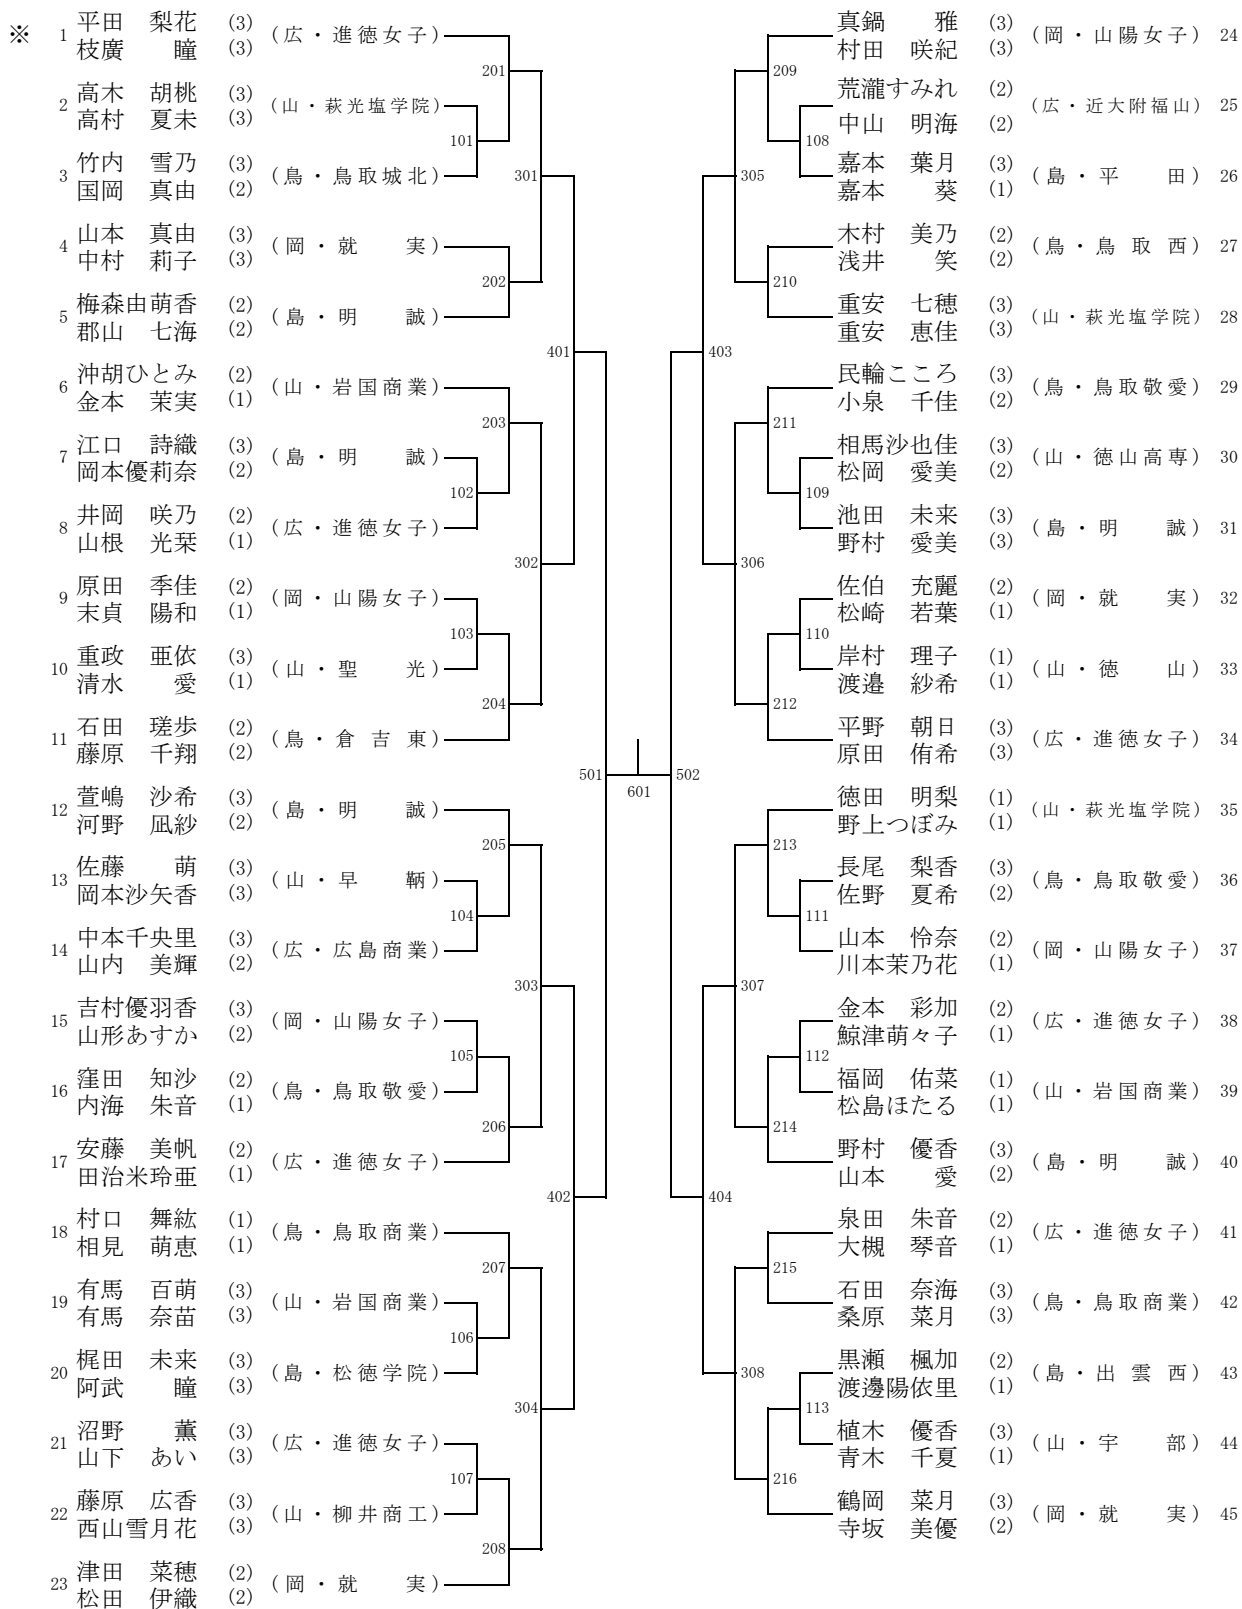 ※ 1 平田 梨花 (3) (広・進徳女子)
枝廣 瞳 (3)
2 高木 胡桃 (3) (山・萩光塩学院)
高村 夏未 (3)
3 竹内 雪乃 (3) (鳥・鳥取城北)
国岡 真由 (2)
4 山本 真由 (3) (岡・就 実)
中村 莉子 (3)
5 梅森由萌香 (2) (島・明 誠)
郡山 七海 (2)
6 沖胡ひとみ (2) (山・岩国商業)
金本 茉実 (1)
7 江口 詩織 (3) (島・明 誠)
岡本優莉奈 (2)
8 井岡 咲乃 (2) (広・進徳女子)
山根 光栞 (1)
9 原田 季佳 (2) (岡・山陽女子)
末貞 陽和 (1)
10 重政 亜依 (3) (山・聖 光)
清水 愛 (1)
11 石田 瑳歩 (2) (鳥・倉吉東)
藤原 千翔 (2)
12 萱嶋 沙希 (3) (島・明 誠)
河野 凪紗 (2)
13 佐藤 萌 (3) (山・早 鞆)
岡本沙矢香 (3)
14 中本千央里 (3) (広・広島商業)
山内 美輝 (2)
15 吉村優羽香 (3) (岡・山陽女子)
山形あすか (2)
16 窪田 知沙 (2) (鳥・鳥取敬愛)
内海 朱音 (1)
17 安藤 美帆 (2) (広・進徳女子)
田治米玲亜 (1)
18 村口 舞紘 (1) (鳥・鳥取商業)
相見 萌恵 (1)
19 有馬 百萌 (3) (山・岩国商業)
有馬 奈苗 (3)
20 梶田 未来 (3) (島・松徳学院)
阿武 瞳 (3)
21 沼野 薫 (3) (広・進徳女子)
山下 あい (3)
22 藤原 広香 (3) (山・柳井商工)
西山雪月花 (3)
23 津田 菜穂 (2) (岡・就 実)
松田 伊織 (2)
201
101
301
202
401
203
102
302
103
204
501
205
104
303
105
206
402
207
106
304
107
208
601
502
209
108
305
210
403
211
109
306
110
212
213
111
307
112
214
404
215
308
113
216
真鍋 雅 (3) (岡・山陽女子) 24
村田 咲紀 (3)
荒瀧すみれ (2) (広・近大附福山) 25
中山 明海 (2)
嘉本 葉月 (3) (島・平 田) 26
嘉本 葵 (1)
木村 美乃 (2) (鳥・鳥取西) 27
浅井 笑 (2)
重安 七穂 (3) (山・萩光塩学院) 28
重安 恵佳 (3)
民輪こころ (3) (鳥・鳥取敬愛) 29
小泉 千佳 (2)
相馬沙也佳 (3) (山・徳山高専) 30
松岡 愛美 (2)
池田 未来 (3) (島・明 誠) 31
野村 愛美 (3)
佐伯 充麗 (2) (岡・就 実) 32
松崎 若葉 (1)
岸村 理子 (1) (山・徳 山) 33
渡邉 紗希 (1)
平野 朝日 (3) (広・進徳女子) 34
原田 侑希 (3)
徳田 明梨 (1) (山・萩光塩学院) 35
野上つぼみ (1)
長尾 梨香 (3) (鳥・鳥取敬愛) 36
佐野 夏希 (2)
山本 怜奈 (2) (岡・山陽女子) 37
川本茉乃花 (1)
金本 彩加 (2) (広・進徳女子) 38
鯨津萌々子 (1)
福岡 佑菜 (1) (山・岩国商業) 39
松島ほたる (1)
野村 優香 (3) (島・明 誠) 40
山本 愛 (2)
泉田 朱音 (2) (広・進徳女子) 41
大槻 琴音 (1)
石田 奈海 (3) (鳥・鳥取商業) 42
桑原 菜月 (3)
黒瀬 楓加 (2) (島・出雲西) 43
渡邊陽依里 (1)
植木 優香 (3) (山・宇 部) 44
青木 千夏 (1)
鶴岡 菜月 (3) (岡・就 実) 45
寺坂 美優 (2)